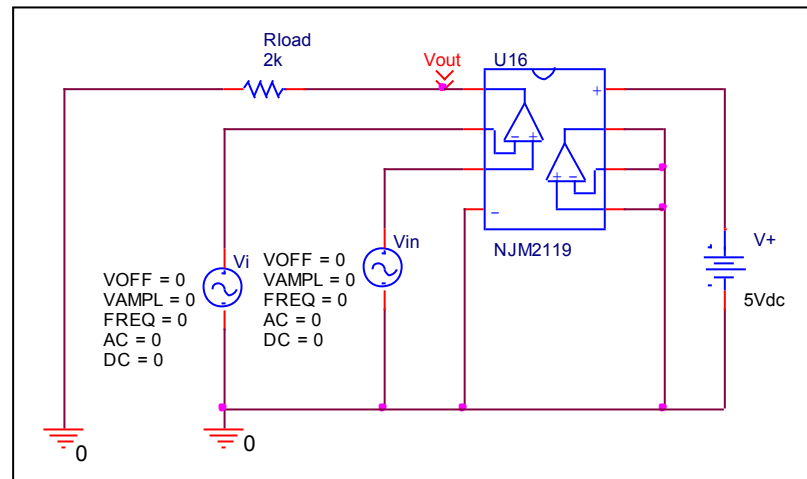 Rload
2k
Vout
U16
+
- +
+ -
-
NJM2119
Vi
Vin
V+
VOFF = 0
VAMPL = 0
FREQ = 0
AC = 0
DC = 0
VOFF = 0
VAMPL = 0
FREQ = 0
AC = 0
DC = 0
5Vdc
0
0